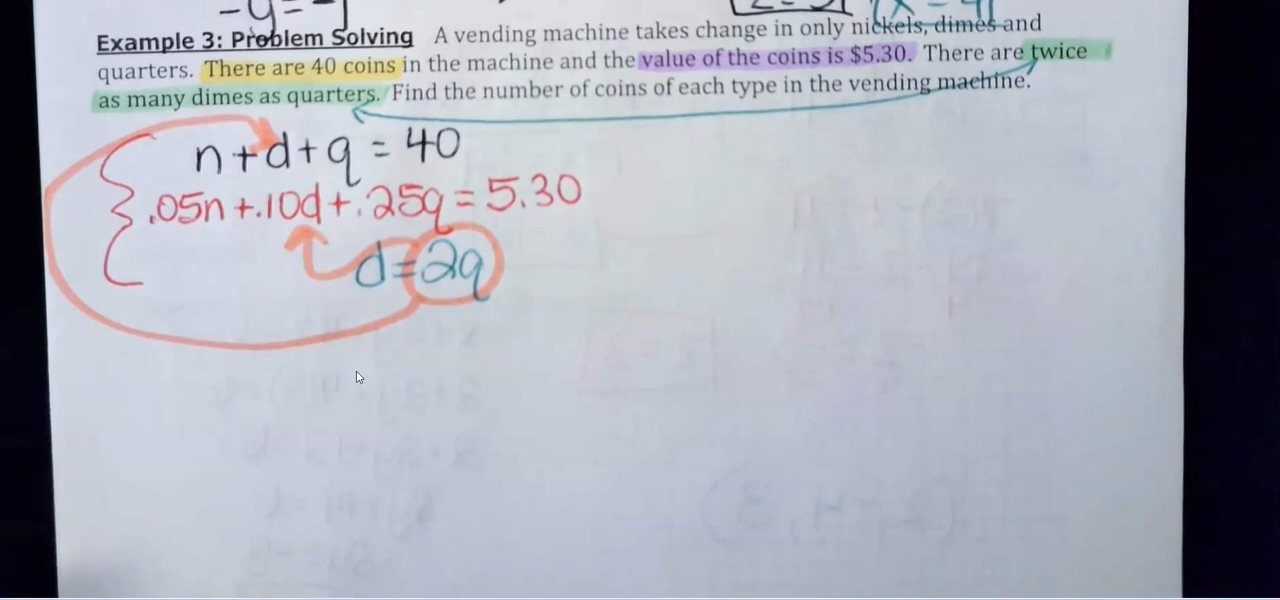 Example 3: Problem Solving A vending machine takes change in only nickels, dimes and
quarters. There are 40 coins in the machine and the value of the coins is $5.30. There are twice
as many dimes as quarters. Find the number of coins of each type in the vending machine.
n+d+q = 40
.05n+.10d+.25q=5.30
d=2q